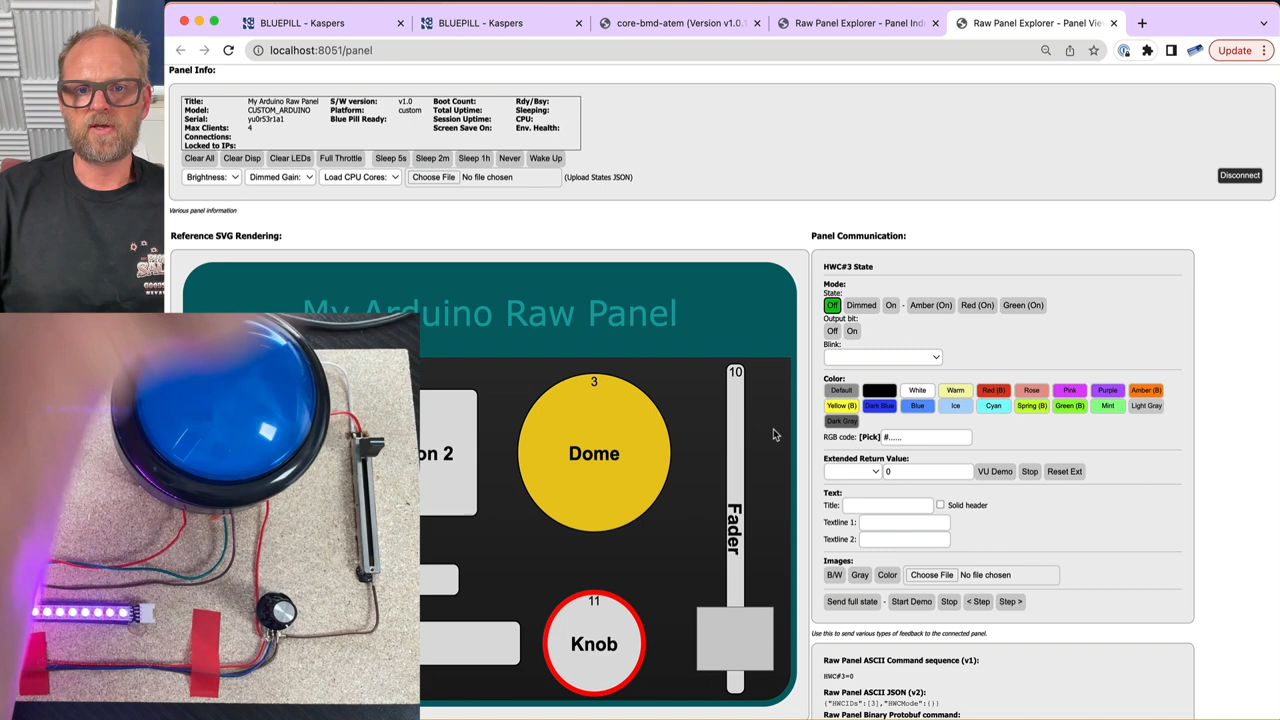 BLUEPILL - Kaspers
BLUEPILL - Kaspers
core-bmd-atem (Version v0.1.
Raw Panel Explorer - Panel Ind
Raw Panel Explorer - Panel Vie
localhost:8051/panel
Update
Panel Info:
Title: My Arduino Raw Panel S/W version: v1.0 Boot Count: Rdy/Bsy:
Model: CUSTOM_ARDUINO Platform: custom Total Uptime: Sleeping:
Serial: yu0r53r1a1 Blue Pill Ready: Session Uptime: CPU:
Max Clients: 4 Screen Save On: Env. Health:
Connections:
Locked to IPs:
Clear All Clear Disp Clear LEDs Full Throttle Sleep 5s Sleep 2m Sleep 1h Never Wake Up
Brightness: Dimmed Gain: Load CPU Cores: Choose File No file chosen (Upload States JSON)
Disconnect
Various panel information
Reference SVG Rendering:
My Arduino Raw Panel
on 2
3
Dome
10
Fader
11
Knob
Panel Communication:
HWC#3 State
Mode:
State:
Off Dimmed On - Amber (On) Red (On) Green (On)
Output bit:
Off On
Blink:
Color:
Default White Warm Red (B) Rose Pink Purple Amber (B)
Yellow (B) Dark Blue Blue Ice Cyan Spring (B) Green (B) Mint Light Gray
Dark Gray
RGB code: [Pick] #......
Extended Return Value:
0 VU Demo Stop Reset Ext
Text:
Title: Solid header
Textline 1:
Textline 2:
Images:
B/W Gray Color Choose File No file chosen
Send full state - Start Demo Stop < Step Step >
Use this to send various types of feedback to the connected panel.
Raw Panel ASCII Command sequence (v1):
HWC#3=0
Raw Panel ASCII JSON (v2):
{"HWCIDs":[3],"HWCMode":{}}
Raw Panel Binary Protobuf command: